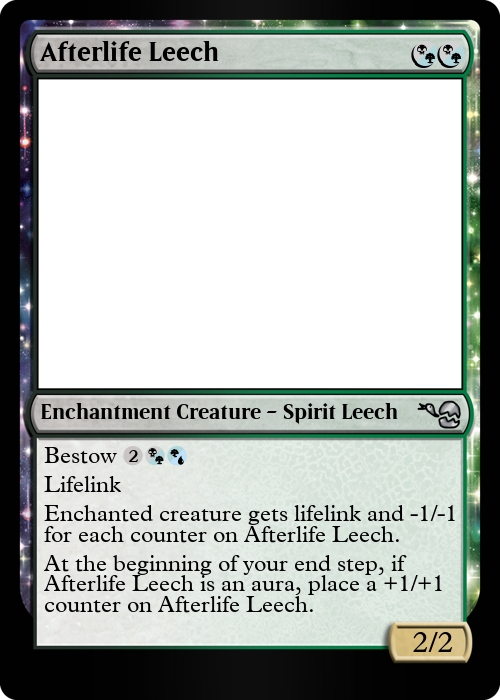 Afterlife Leech
Enchantment Creature – Spirit Leech
Bestow 2
Lifelink
Enchanted creature gets lifelink and -1/-1
for each counter on Afterlife Leech.
At the beginning of your end step, if
Afterlife Leech is an aura, place a +1/+1
counter on Afterlife Leech.
2/2